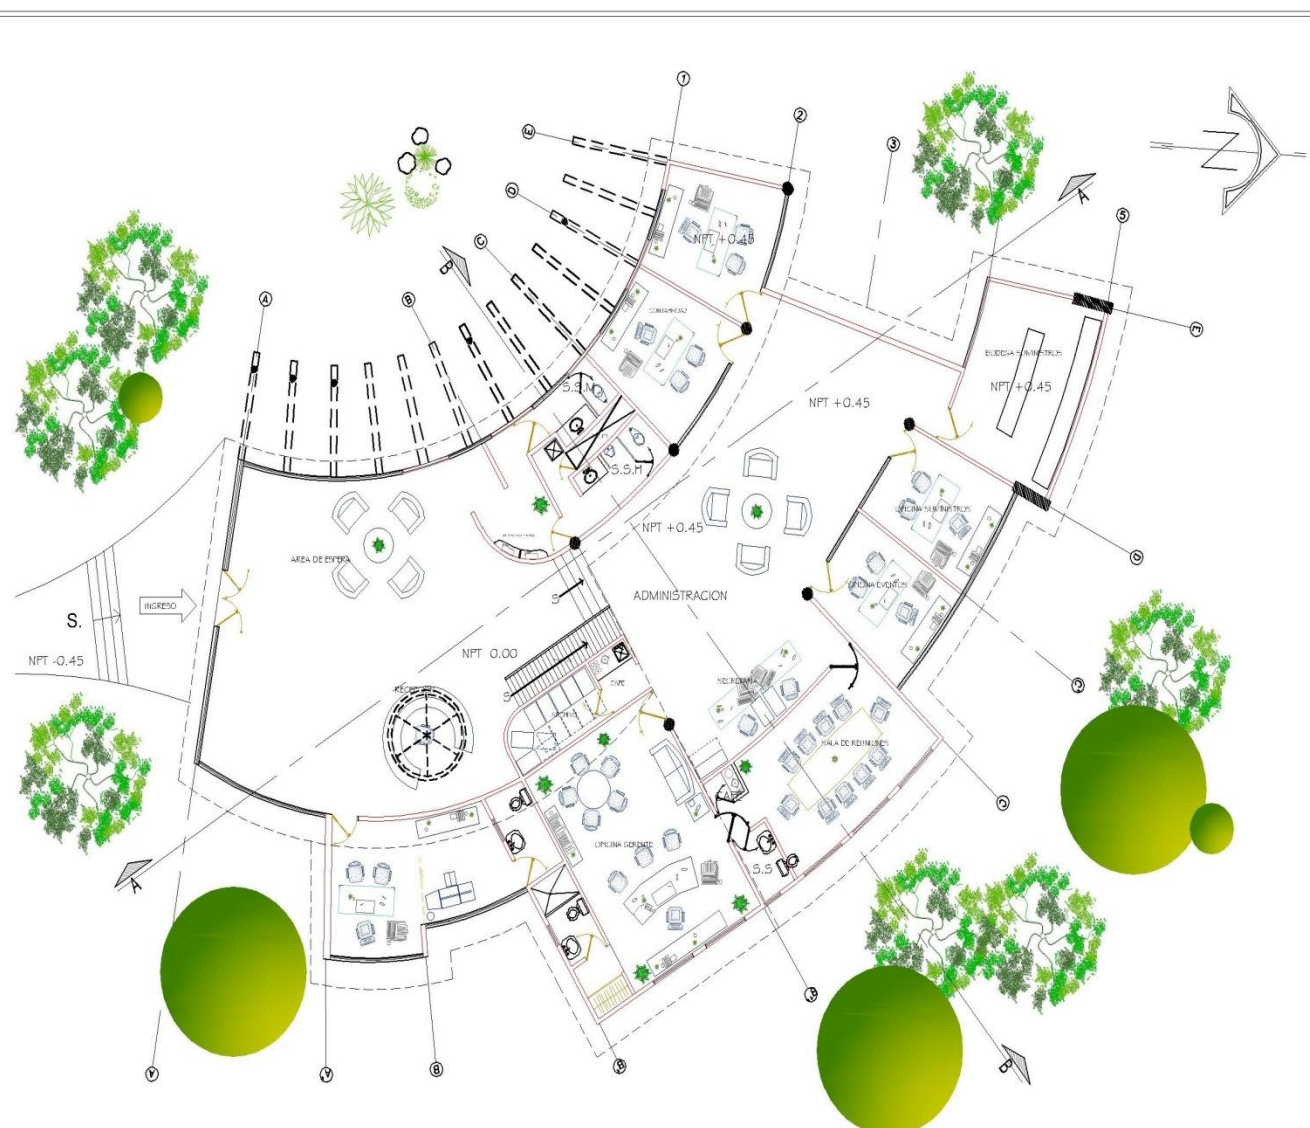 1
2
3
5
E
D
C
B
A
N
A
B
E
NPT +0.45
CONTABILIDAD
BODEGA SUMINISTROS
NPT +0.45
S.S.M
NPT +0.45
S.S.H
OFICINA SUMINISTROS
NPT +0.45
AREA DE ESPERA
D
OFICINA EVENTOS
ADMINISTRACION
INGRESO
S
S.
NPT -0.45
NPT 0.00
CAFE
SECRETARIA
C'
S
ARCHIVO
SALA DE REUNIONES
C'
OFICINA GERENTE
S.S
A
B'
A
A'
B
B'
B